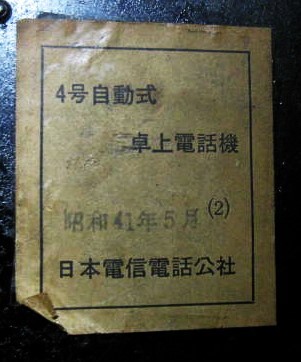 4号自動式
卓上電話機
(2)
昭和41年5月
日本電信電話公社